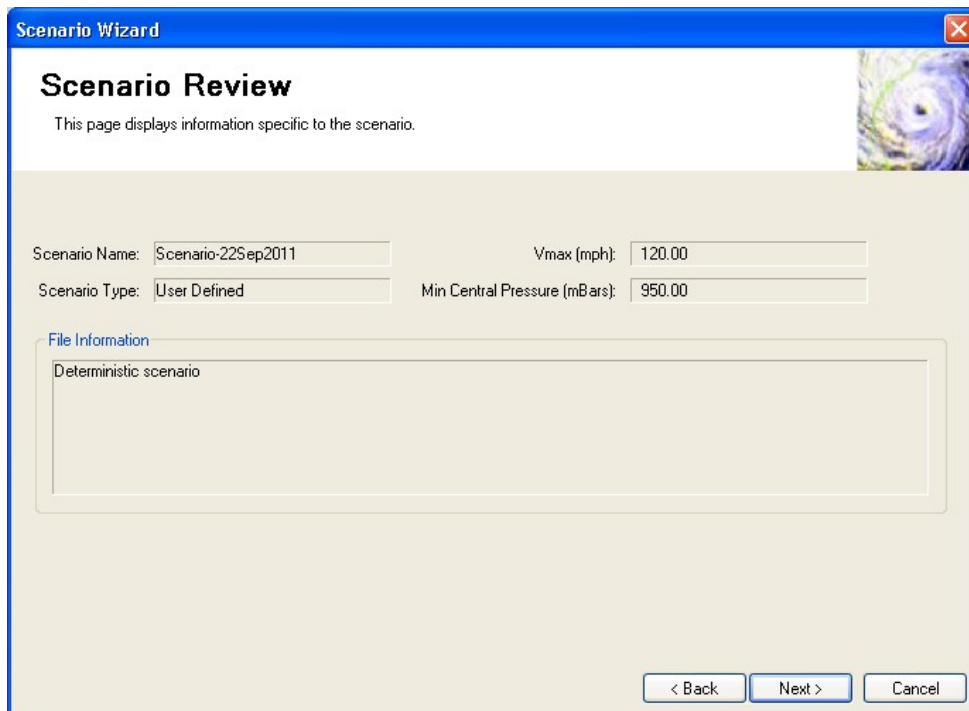 Scenario Wizard
Scenario Review
This page displays information specific to the scenario.
Scenario Name: Scenario-22Sep2011 Vmax (mph): 120.00
Scenario Type: User Defined Min Central Pressure (mBars): 950.00
File Information
Deterministic scenario
< Back Next > Cancel